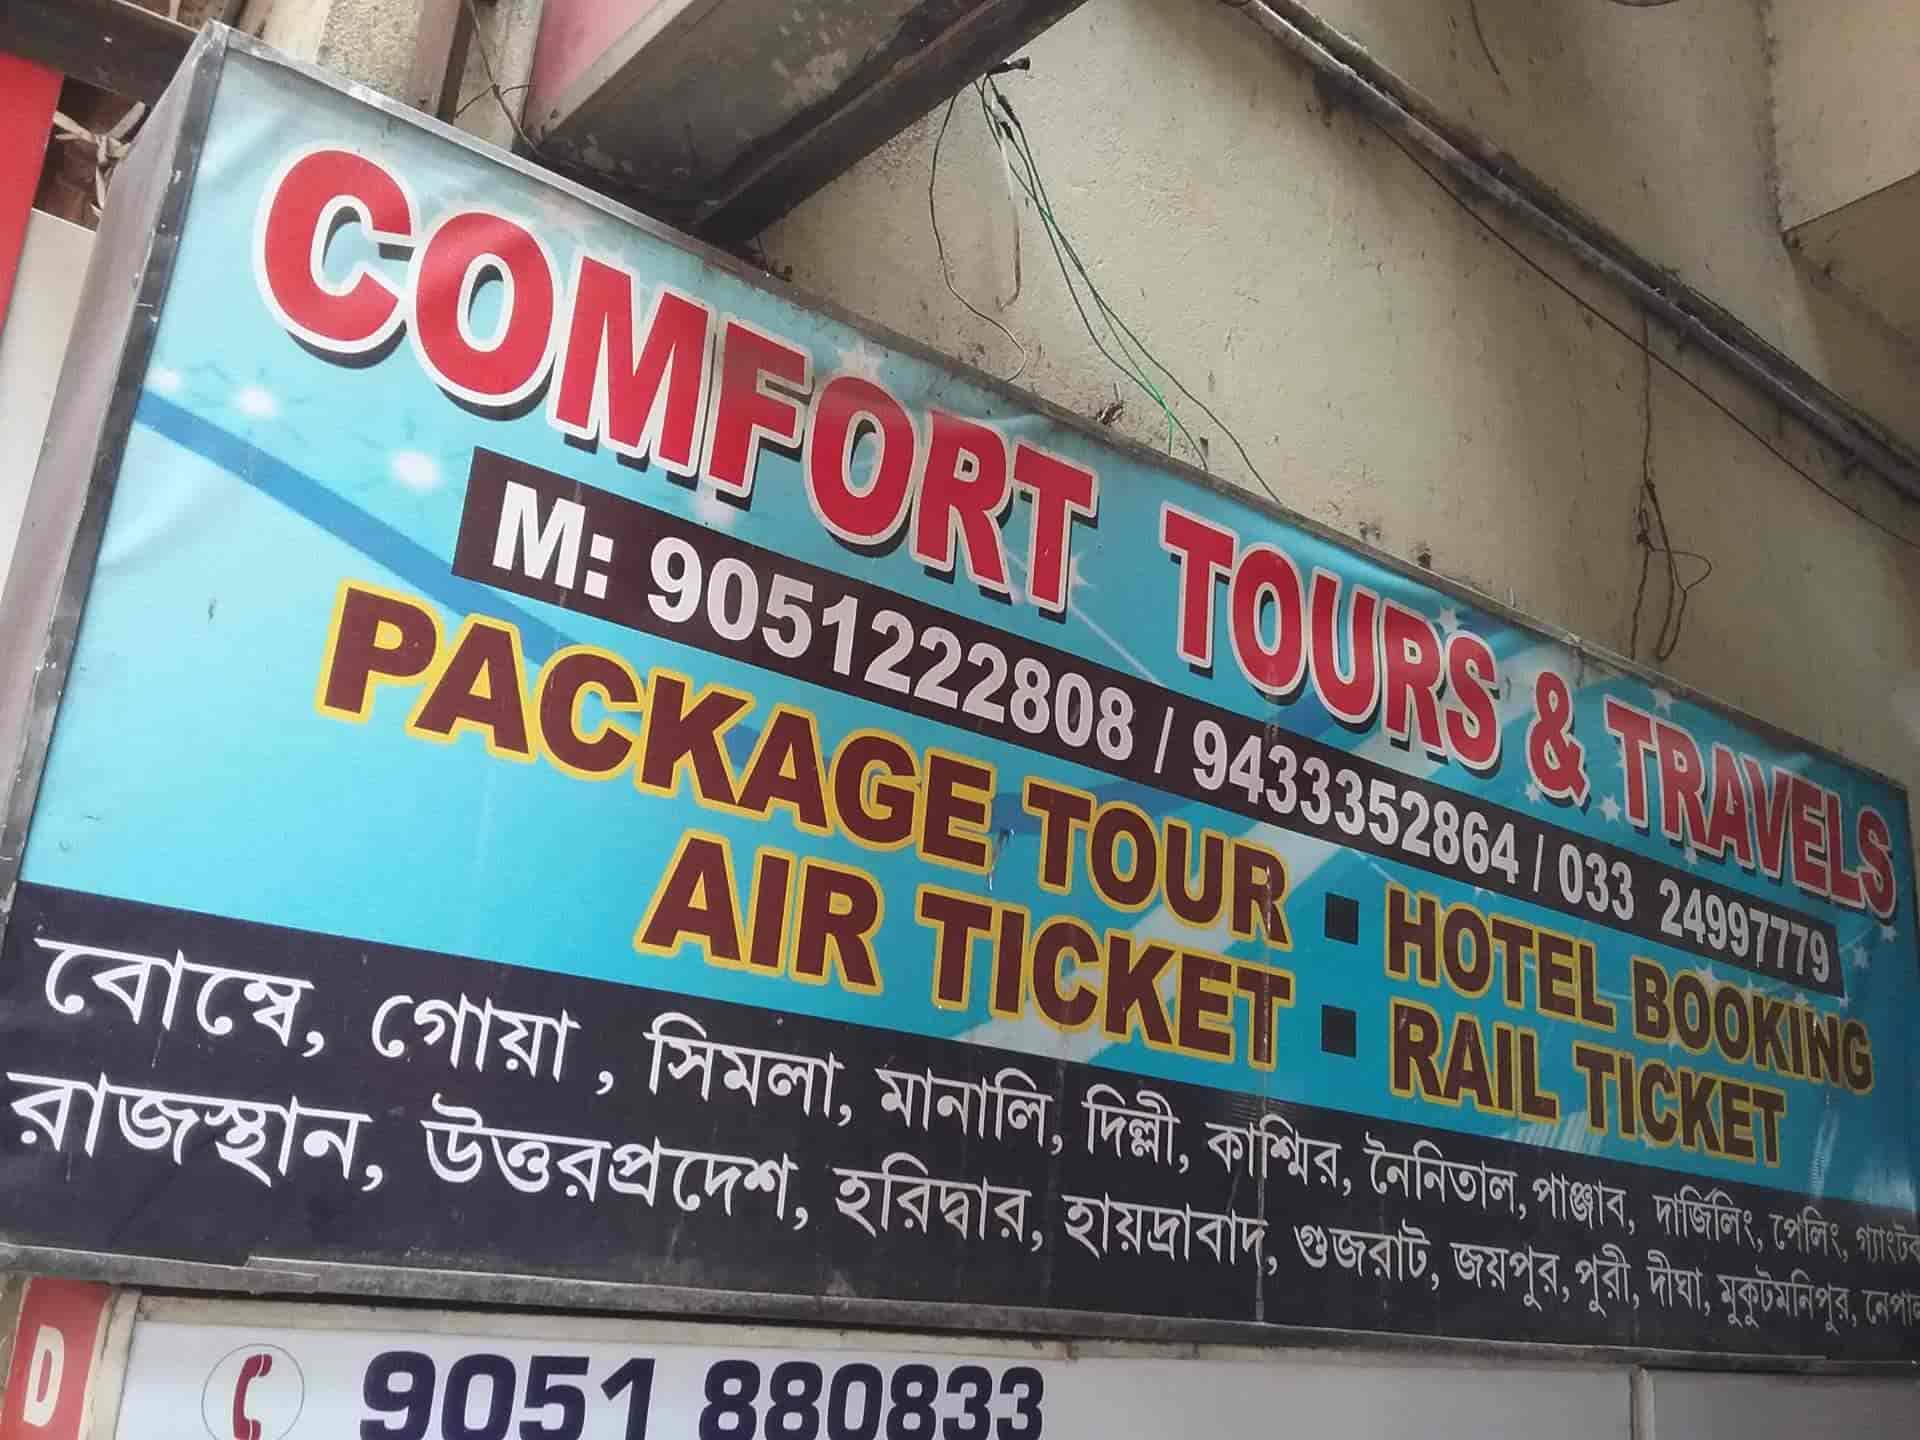 COMFORT TOURS & TRAVELS
M: 9051222808 / 9433352864 / 033 24997779
PACKAGE TOUR ▪ HOTEL BOOKING
AIR TICKET ▪ RAIL TICKET
বোম্বে, গোয়া , সিমলা, মানালি, দিল্লী, কাশ্মির, নৈনিতাল, পাঞ্জাব, দার্জিলিং, পেলিং, গ্যাংটক
রাজস্থান, উত্তরপ্রদেশ, হরিদ্বার, হায়দ্রাবাদ, গুজরাট, জয়পুর, পুরী, দীঘা, মুকুটমনিপুর, নেপাল
D
9051 880833